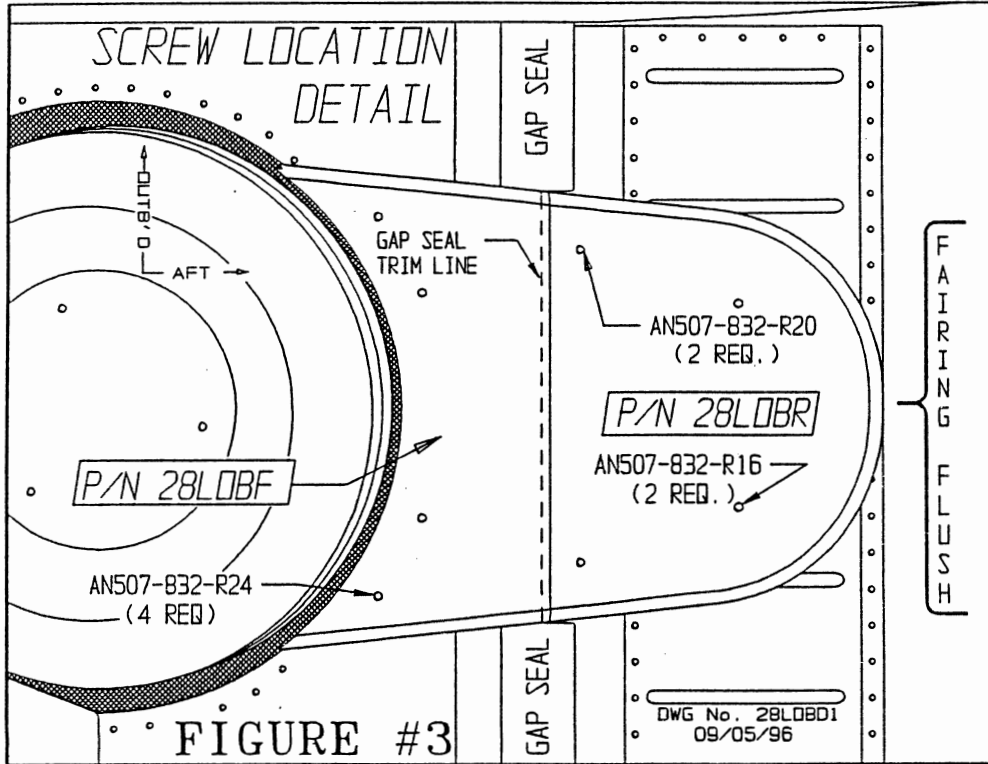 SCREW LOCATION
DETAIL
GAP SEAL
OUTB'D
AFT
GAP SEAL
TRIM LINE
AN507-832-R20
(2 REQ.)
P/N 28LOBR
AN507-832-R16
(2 REQ.)
P/N 28LOBF
AN507-832-R24
(4 REQ)
FAIRING FLUSH
GAP SEAL
DWG No. 28LOBD1
09/05/96
FIGURE #3